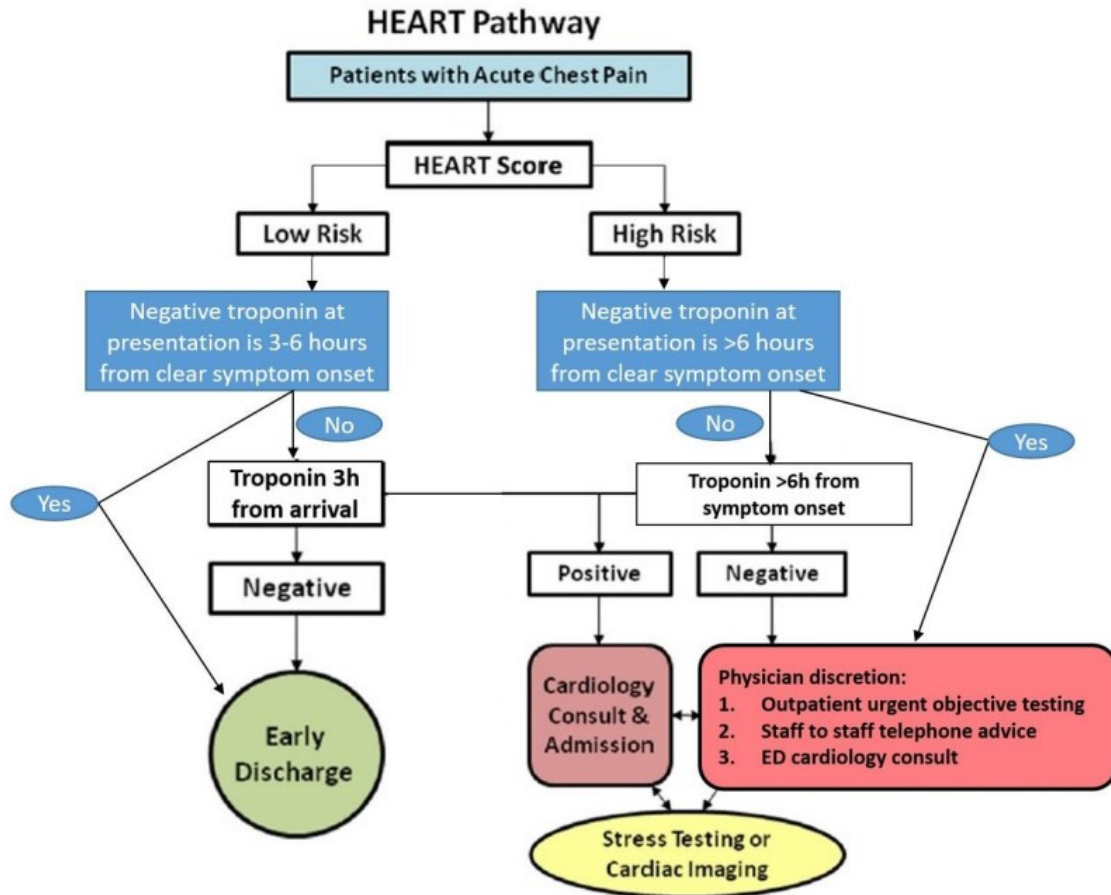 HEART Pathway
Patients with Acute Chest Pain
HEART Score
Low Risk
High Risk
Negative troponin at
presentation is 3-6 hours
from clear symptom onset
Negative troponin at
presentation is >6 hours
from clear symptom onset
No
No
Yes
Yes
Troponin 3h
from arrival
Troponin >6h from
symptom onset
Negative
Positive
Negative
Early
Discharge
Cardiology
Consult &
Admission
Physician discretion:
1. Outpatient urgent objective testing
2. Staff to staff telephone advice
3. ED cardiology consult
Stress Testing or
Cardiac Imaging